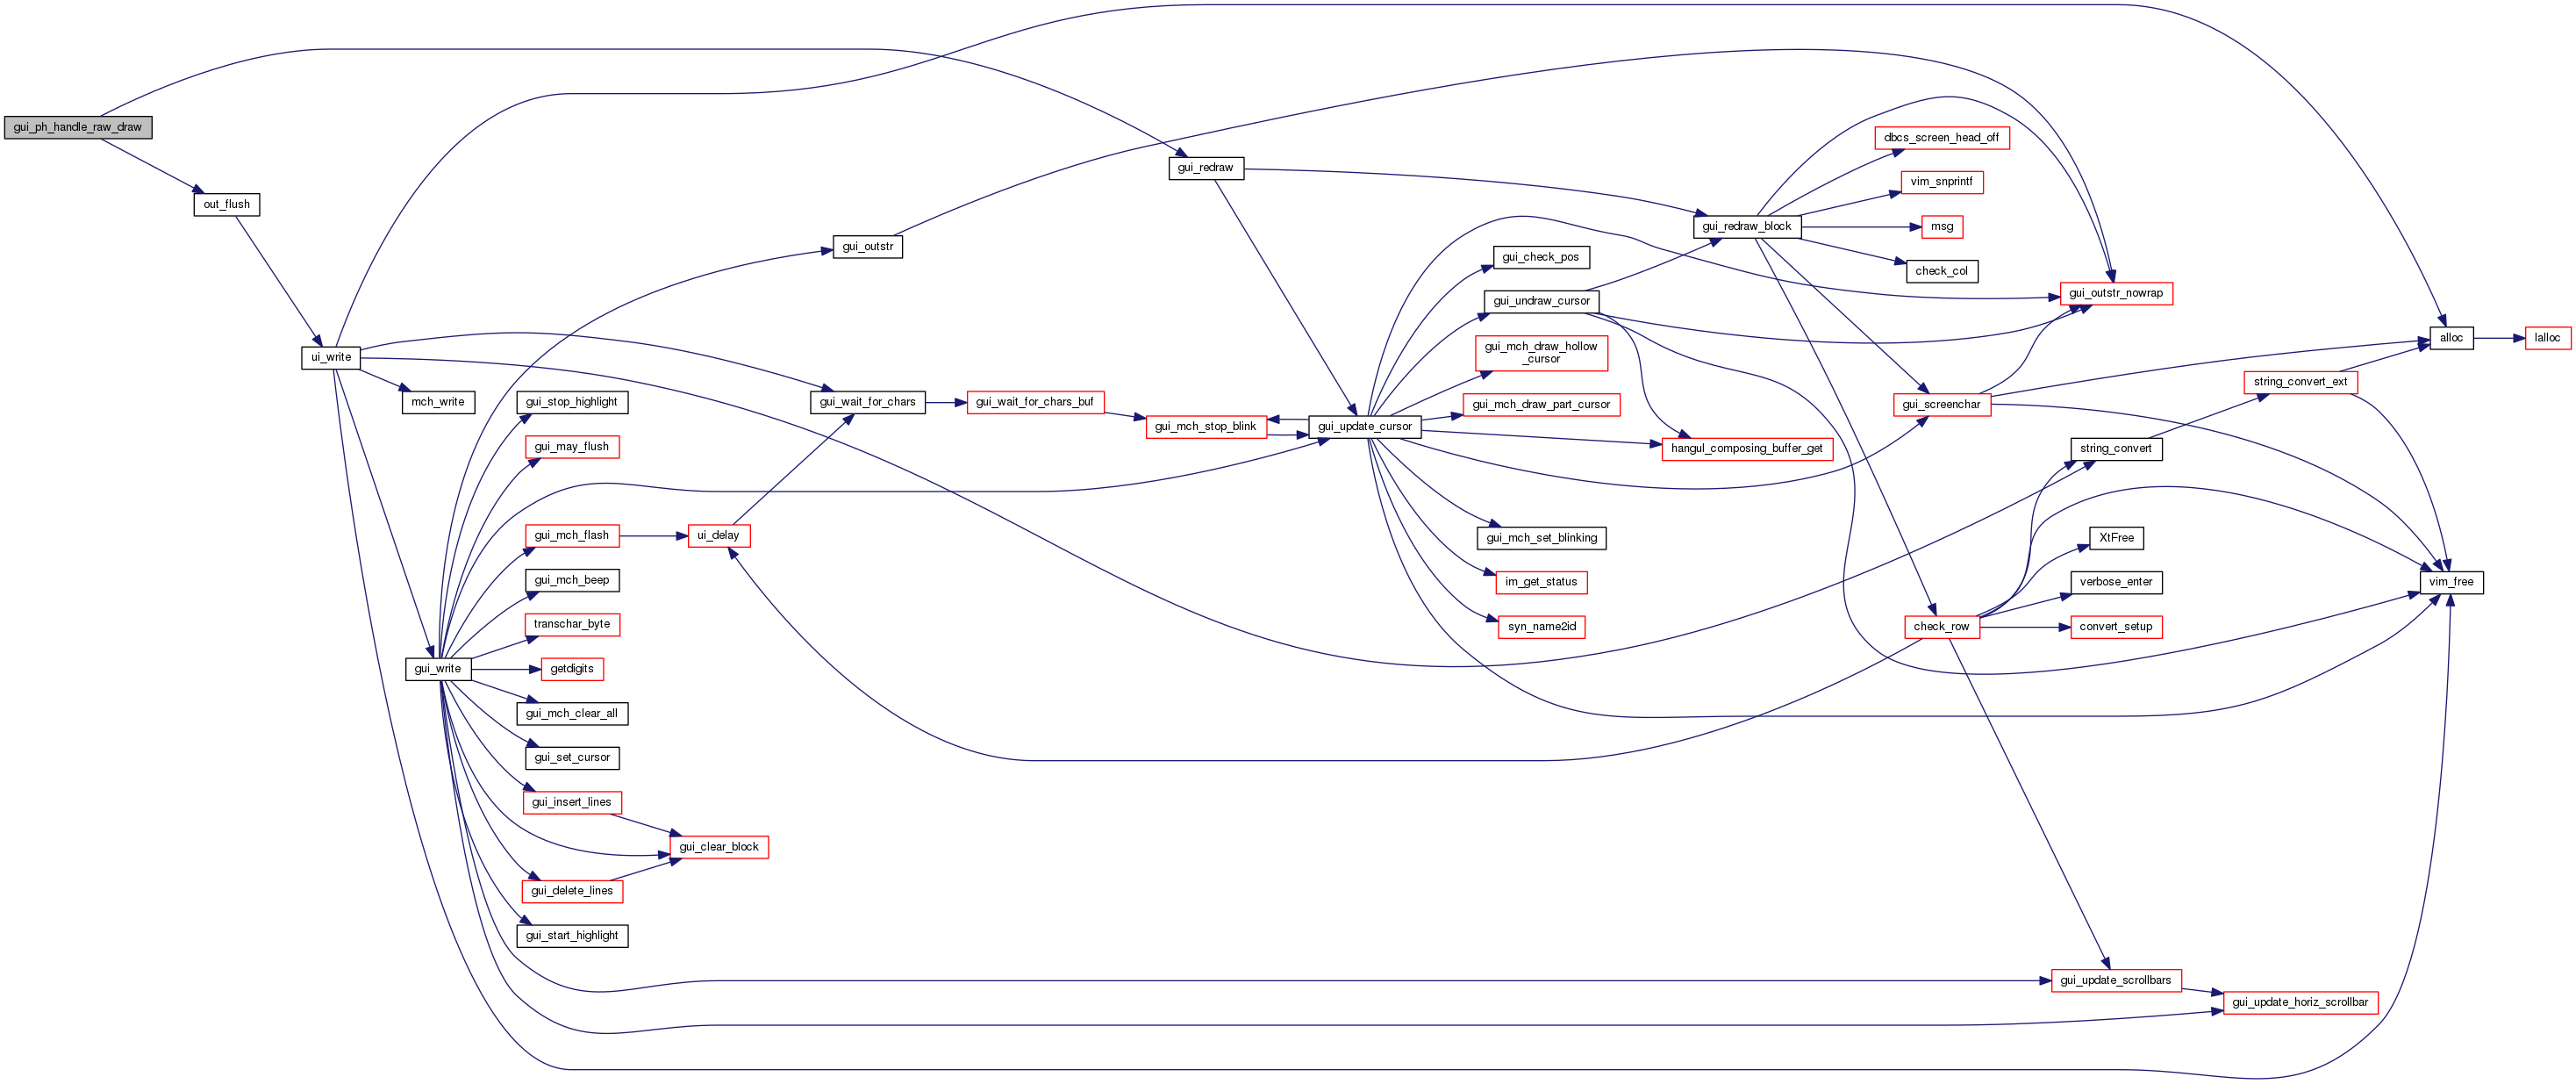 gui_ph_handle_raw_draw
out_flush
ui_write
mch_write
gui_write
gui_stop_highlight
gui_may_flush
gui_mch_flash
gui_mch_beep
transchar_byte
getdigits
gui_mch_clear_all
gui_set_cursor
gui_insert_lines
gui_delete_lines
gui_start_highlight
gui_clear_block
ui_delay
gui_outstr
gui_wait_for_chars
gui_wait_for_chars_buf
gui_mch_stop_blink
gui_redraw
gui_update_cursor
gui_check_pos
gui_undraw_cursor
gui_mch_draw_hollow
_cursor
gui_mch_draw_part_cursor
hangul_composing_buffer_get
gui_mch_set_blinking
im_get_status
syn_name2id
gui_redraw_block
dbcs_screen_head_off
vim_snprintf
msg
check_col
gui_screenchar
check_row
gui_outstr_nowrap
string_convert
XtFree
verbose_enter
convert_setup
gui_update_scrollbars
string_convert_ext
gui_update_horiz_scrollbar
alloc
vim_free
lalloc